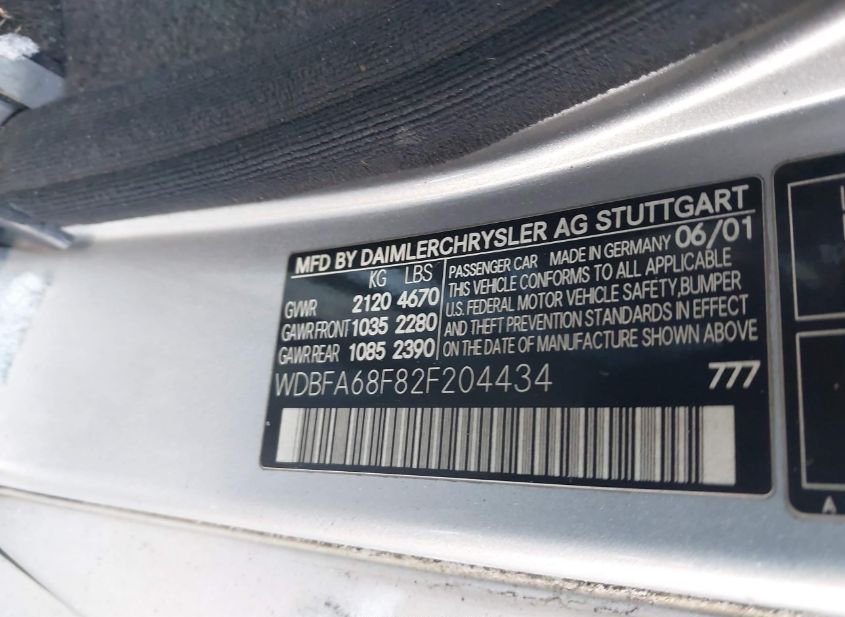 MFD BY DAIMLERCHRYSLER AG STUTTGART
KG LBS
GVWR 2120 4670
GAWR FRONT 1035 2280
GAWR REAR 1085 2390
PASSENGER CAR MADE IN GERMANY 06/01
THIS VEHICLE CONFORMS TO ALL APPLICABLE
U.S. FEDERAL MOTOR VEHICLE SAFETY,BUMPER
AND THEFT PREVENTION STANDARDS IN EFFECT
ON THE DATE OF MANUFACTURE SHOWN ABOVE
WDBFA68F82F204434 777
A